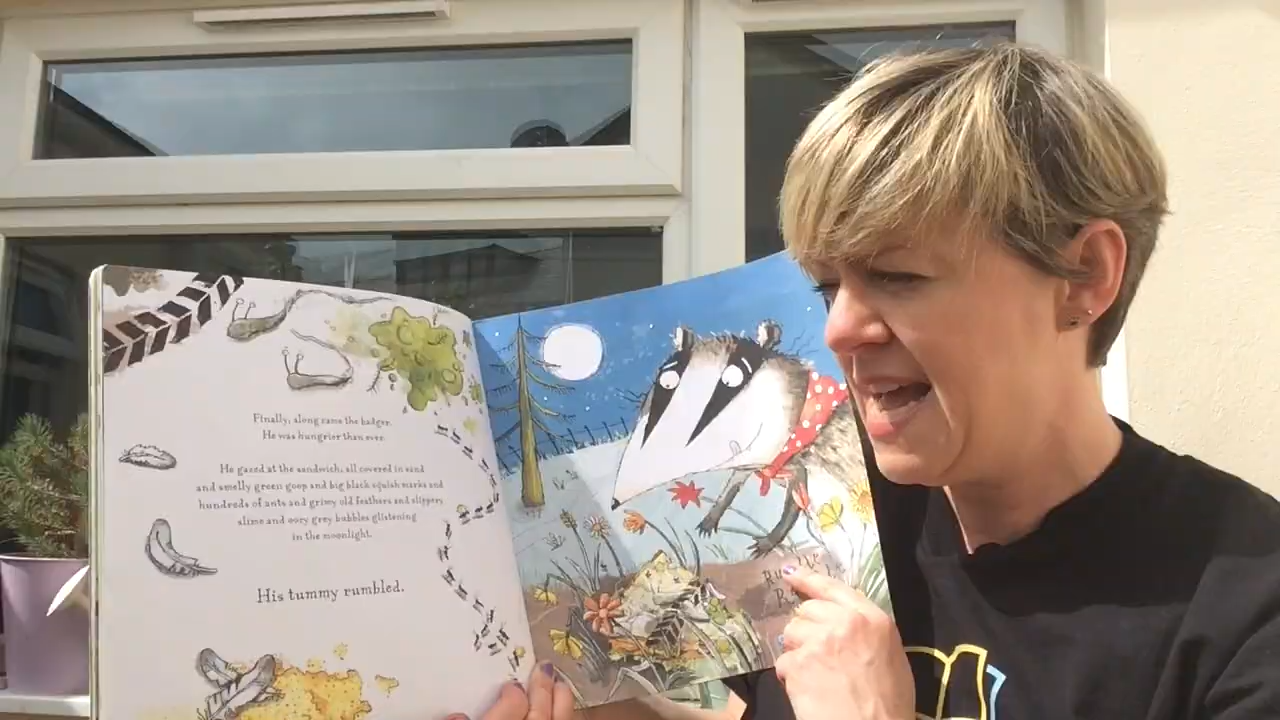 Finally, along came the badger.
He was hungrier than ever.
He gazed at the sandwich, all covered in sand
and smelly green goop and big black squish marks and
hundreds of ants and grimy old feathers and slippery
slime and oozy grey bubbles glistening
in the moonlight.
His tummy rumbled.